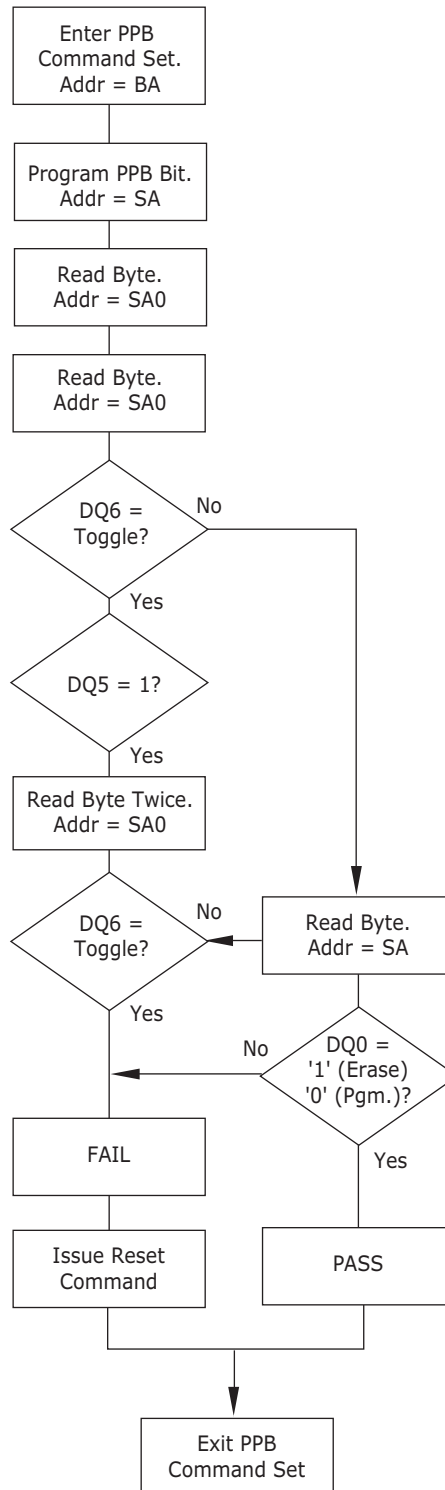 Enter PPB
Command Set.
Addr = BA
Program PPB Bit.
Addr = SA
Read Byte.
Addr = SA0
Read Byte.
Addr = SA0
DQ6 =
Toggle?
No
Yes
DQ5 = 1?
Yes
Read Byte Twice.
Addr = SA0
DQ6 =
Toggle?
No
Read Byte.
Addr = SA
Yes
No
DQ0 =
'1' (Erase)
'0' (Pgm.)?
Yes
FAIL
Issue Reset
Command
PASS
Exit PPB
Command Set